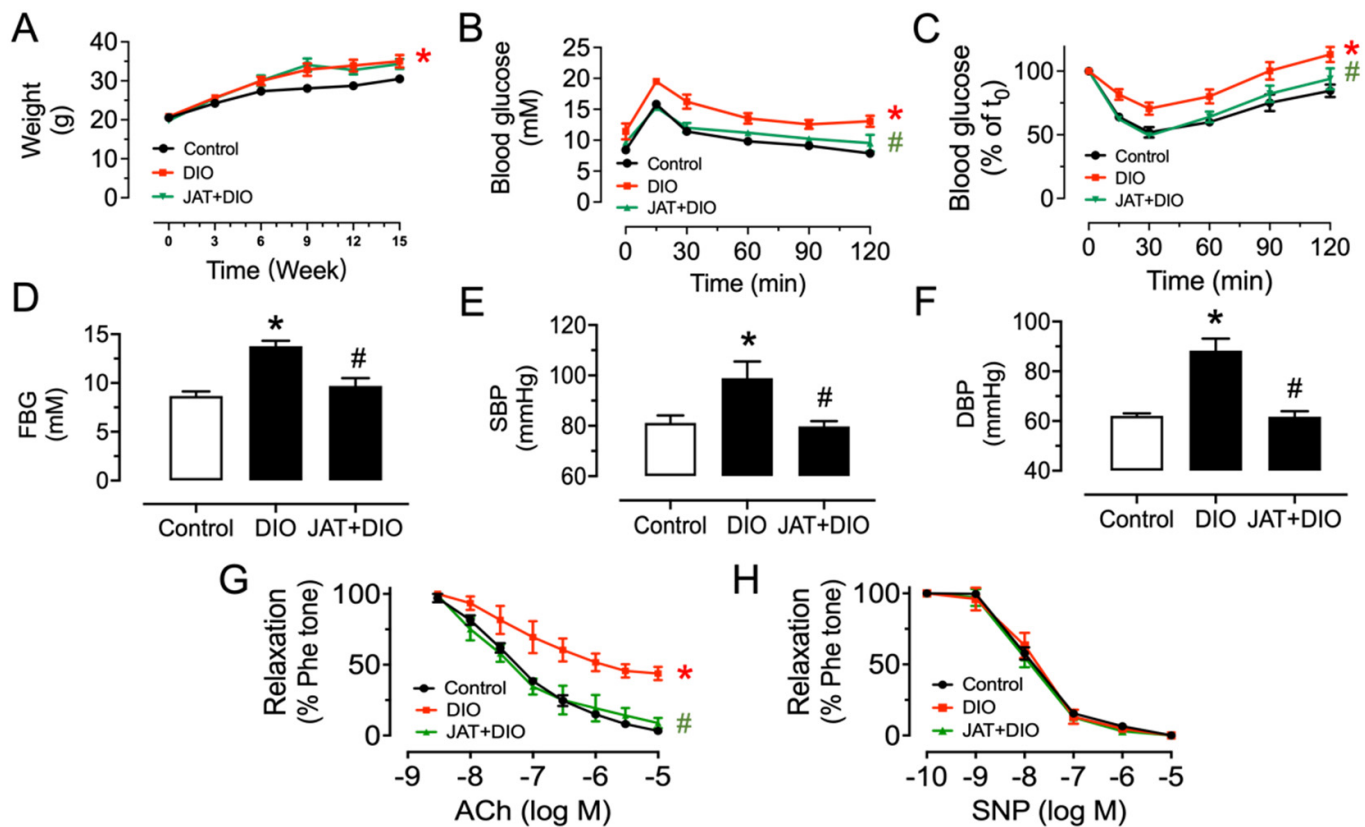 A
Weight
(g)
40
30
20
10
0
Control
DIO
JAT+DIO
*
0 3 6 9 12 15
Time (Week)
B
Blood glucose
(mM)
25
20
15
10
5
0
Control
DIO
JAT+DIO
*
#
0 30 60 90 120
Time (min)
C
Blood glucose
(% of t0)
100
50
0
Control
DIO
JAT+DIO
*
#
0 30 60 90 120
Time (min)
D
FBG
(mM)
15
10
5
0
*
#
Control DIO JAT+DIO
E
SBP
(mmHg)
120
100
80
60
*
#
Control DIO JAT+DIO
F
DBP
(mmHg)
100
80
60
40
*
#
Control DIO JAT+DIO
G
Relaxation
(% Phe tone)
100
50
0
Control
DIO
JAT+DIO
*
#
-9 -8 -7 -6 -5
ACh (log M)
H
Relaxation
(% Phe tone)
100
50
0
Control
DIO
JAT+DIO
-10 -9 -8 -7 -6 -5
SNP (log M)